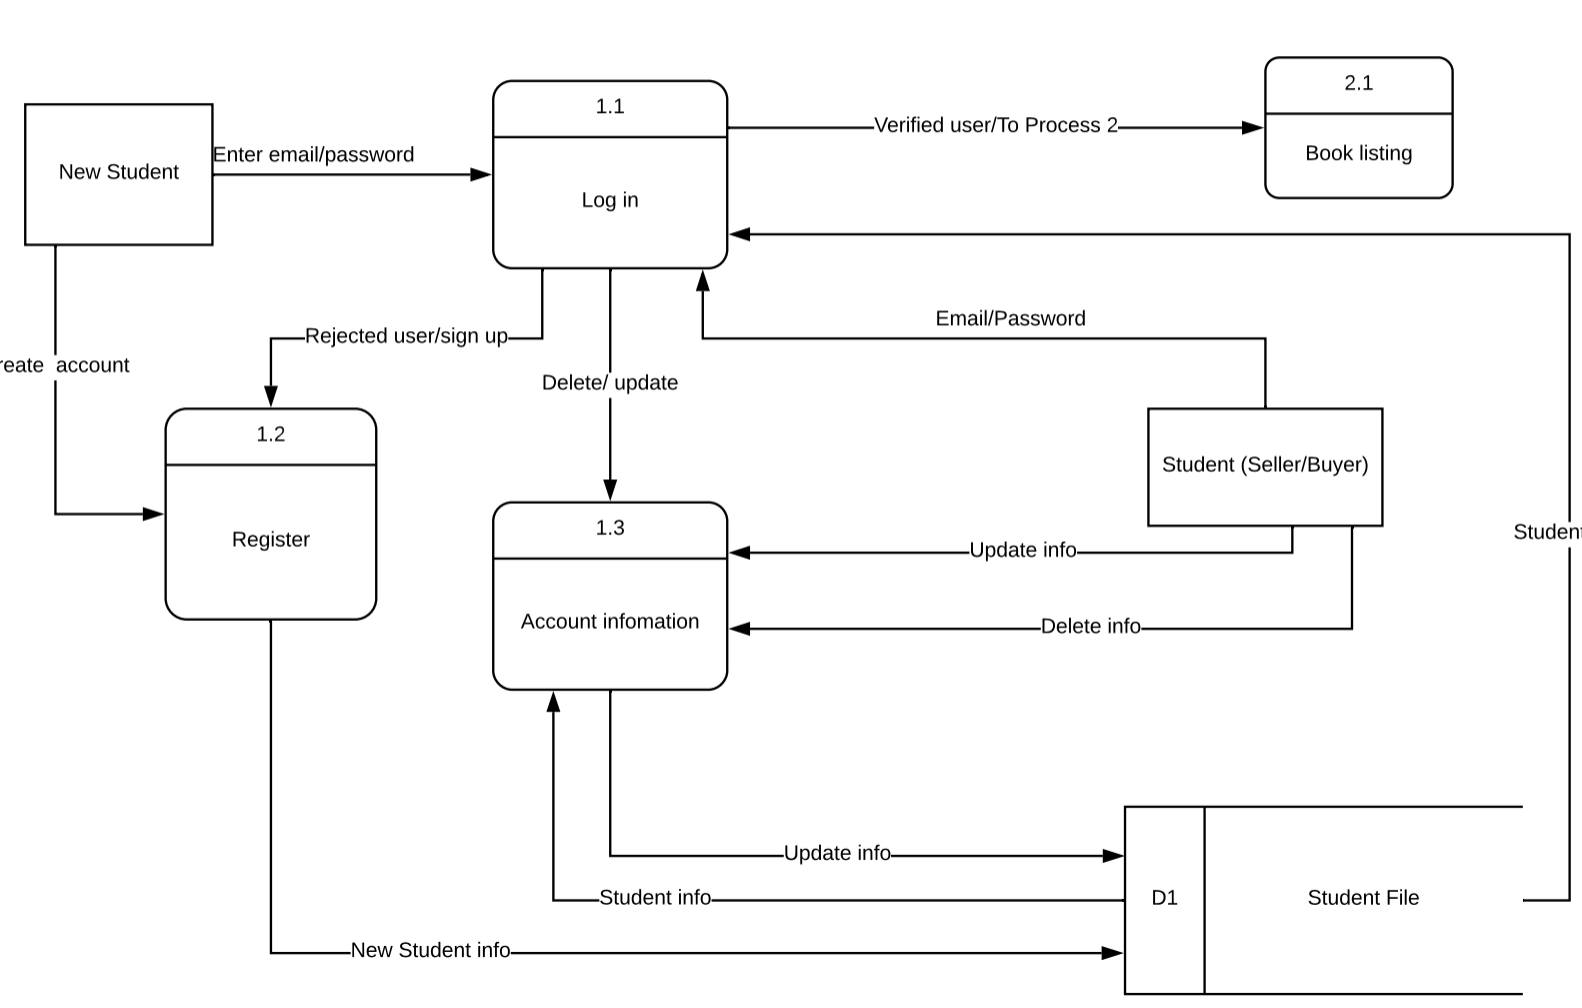 2.1
1.1
Verified user/To Process 2
Enter email/password
Book listing
New Student
Log in
Email/Password
Rejected user/sign up
reate account
Delete/ update
1.2
Student (Seller/Buyer)
1.3
Student
Register
Update info
Account infomation
Delete info
Update info
Student info
D1
Student File
New Student info